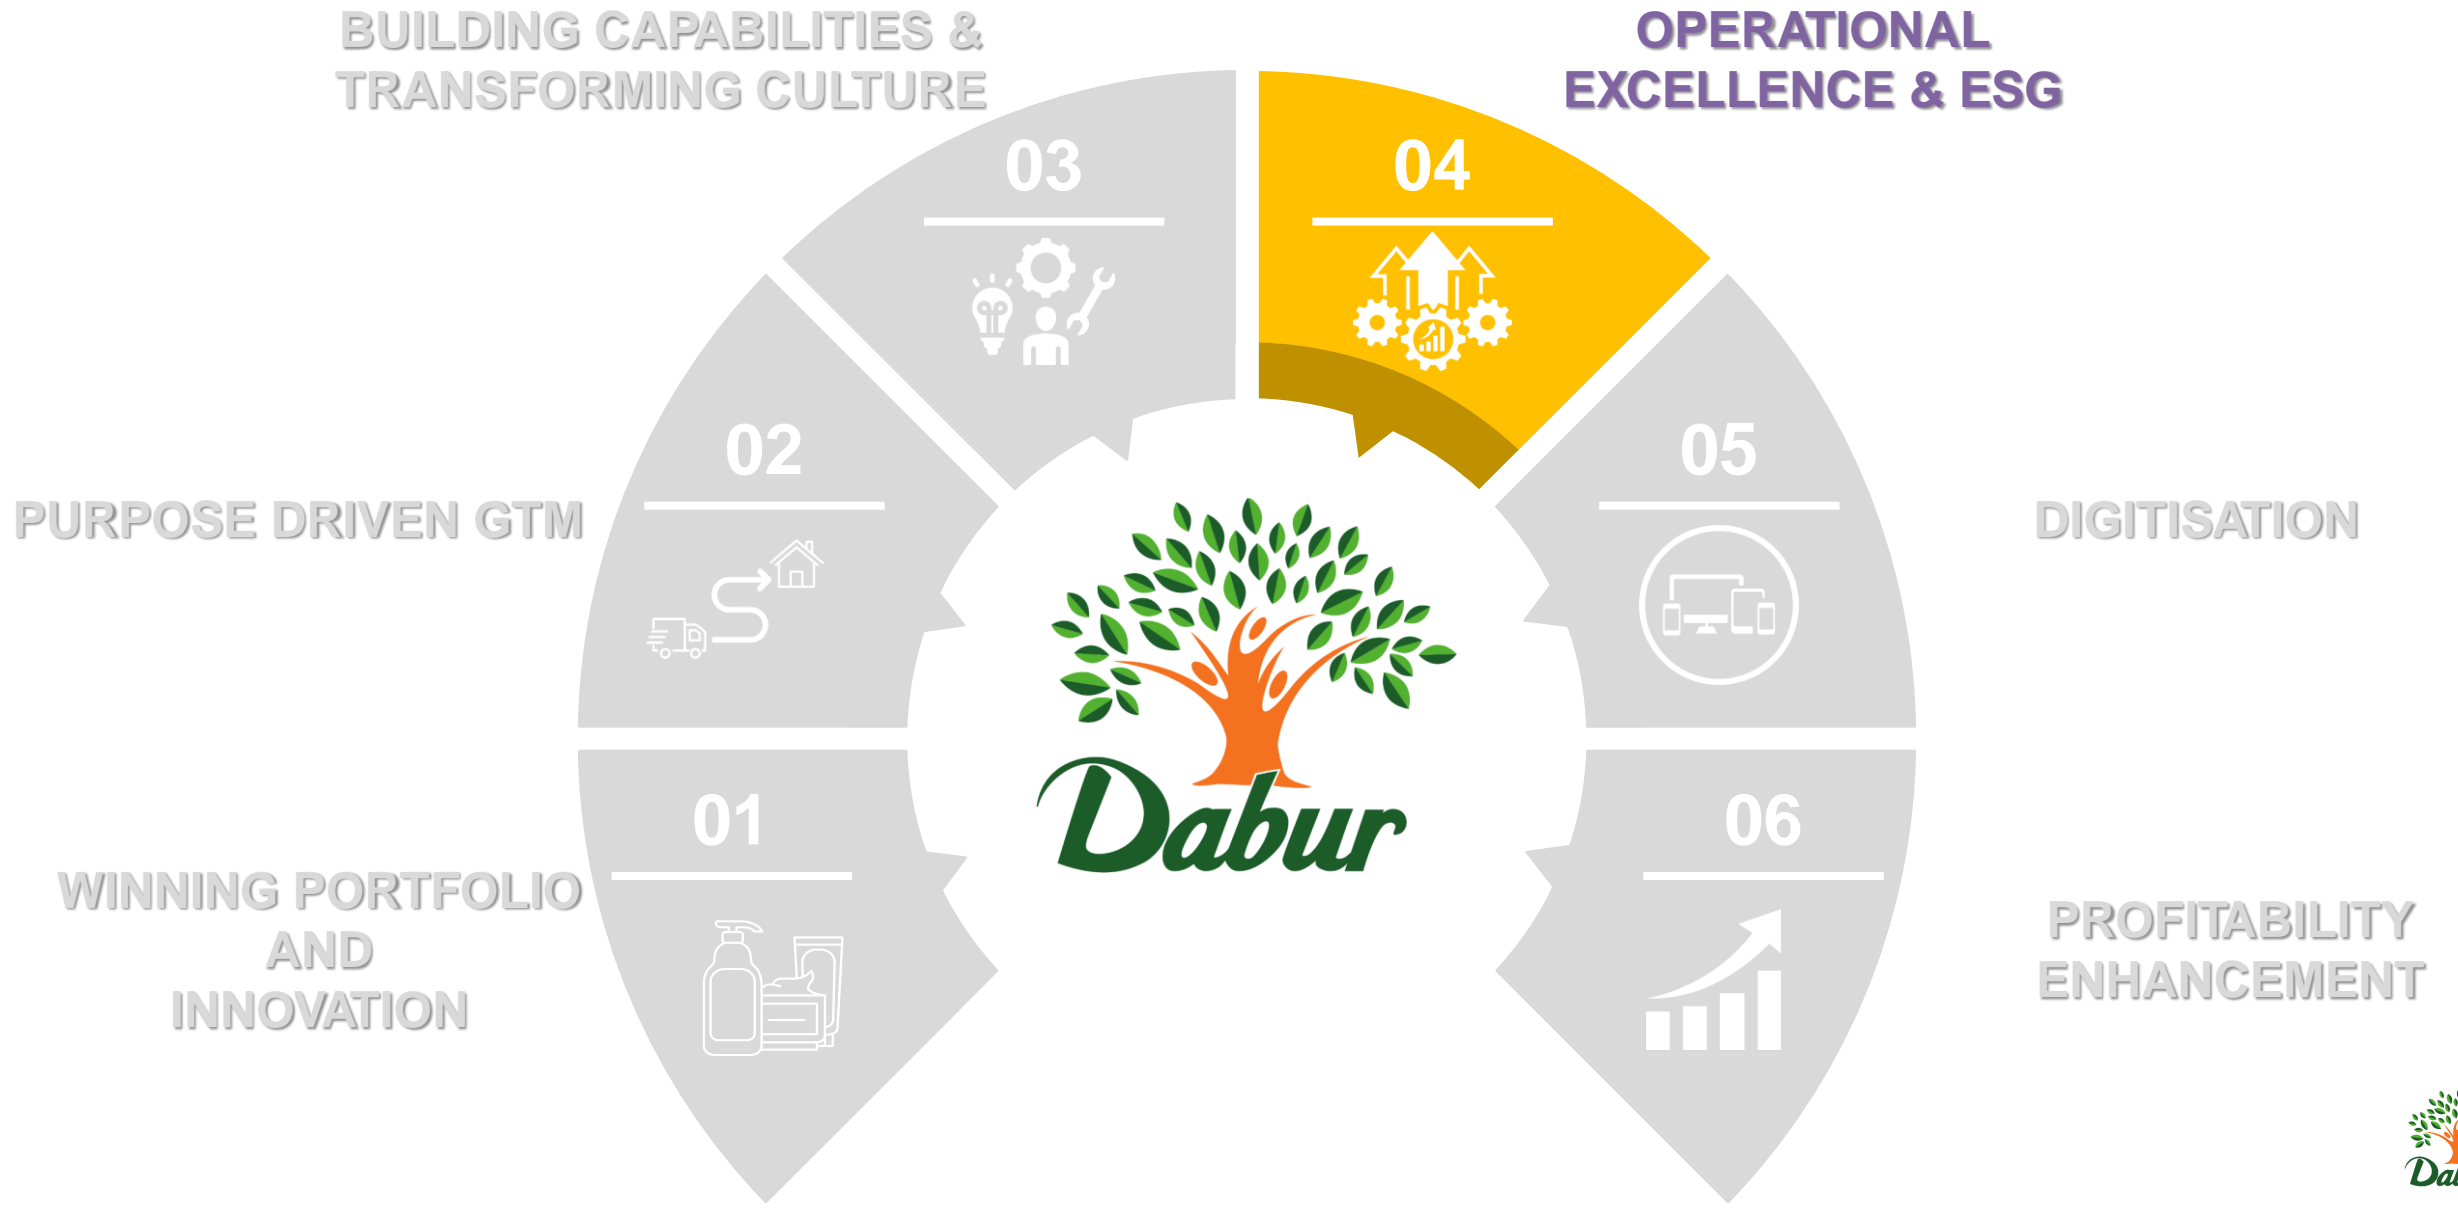 BUILDING CAPABILITIES &
TRANSFORMING CULTURE
OPERATIONAL
EXCELLENCE & ESG
03
04
02
05
PURPOSE DRIVEN GTM
DIGITISATION
01
06
WINNING PORTFOLIO
AND
INNOVATION
PROFITABILITY
ENHANCEMENT
Dabur
Dab